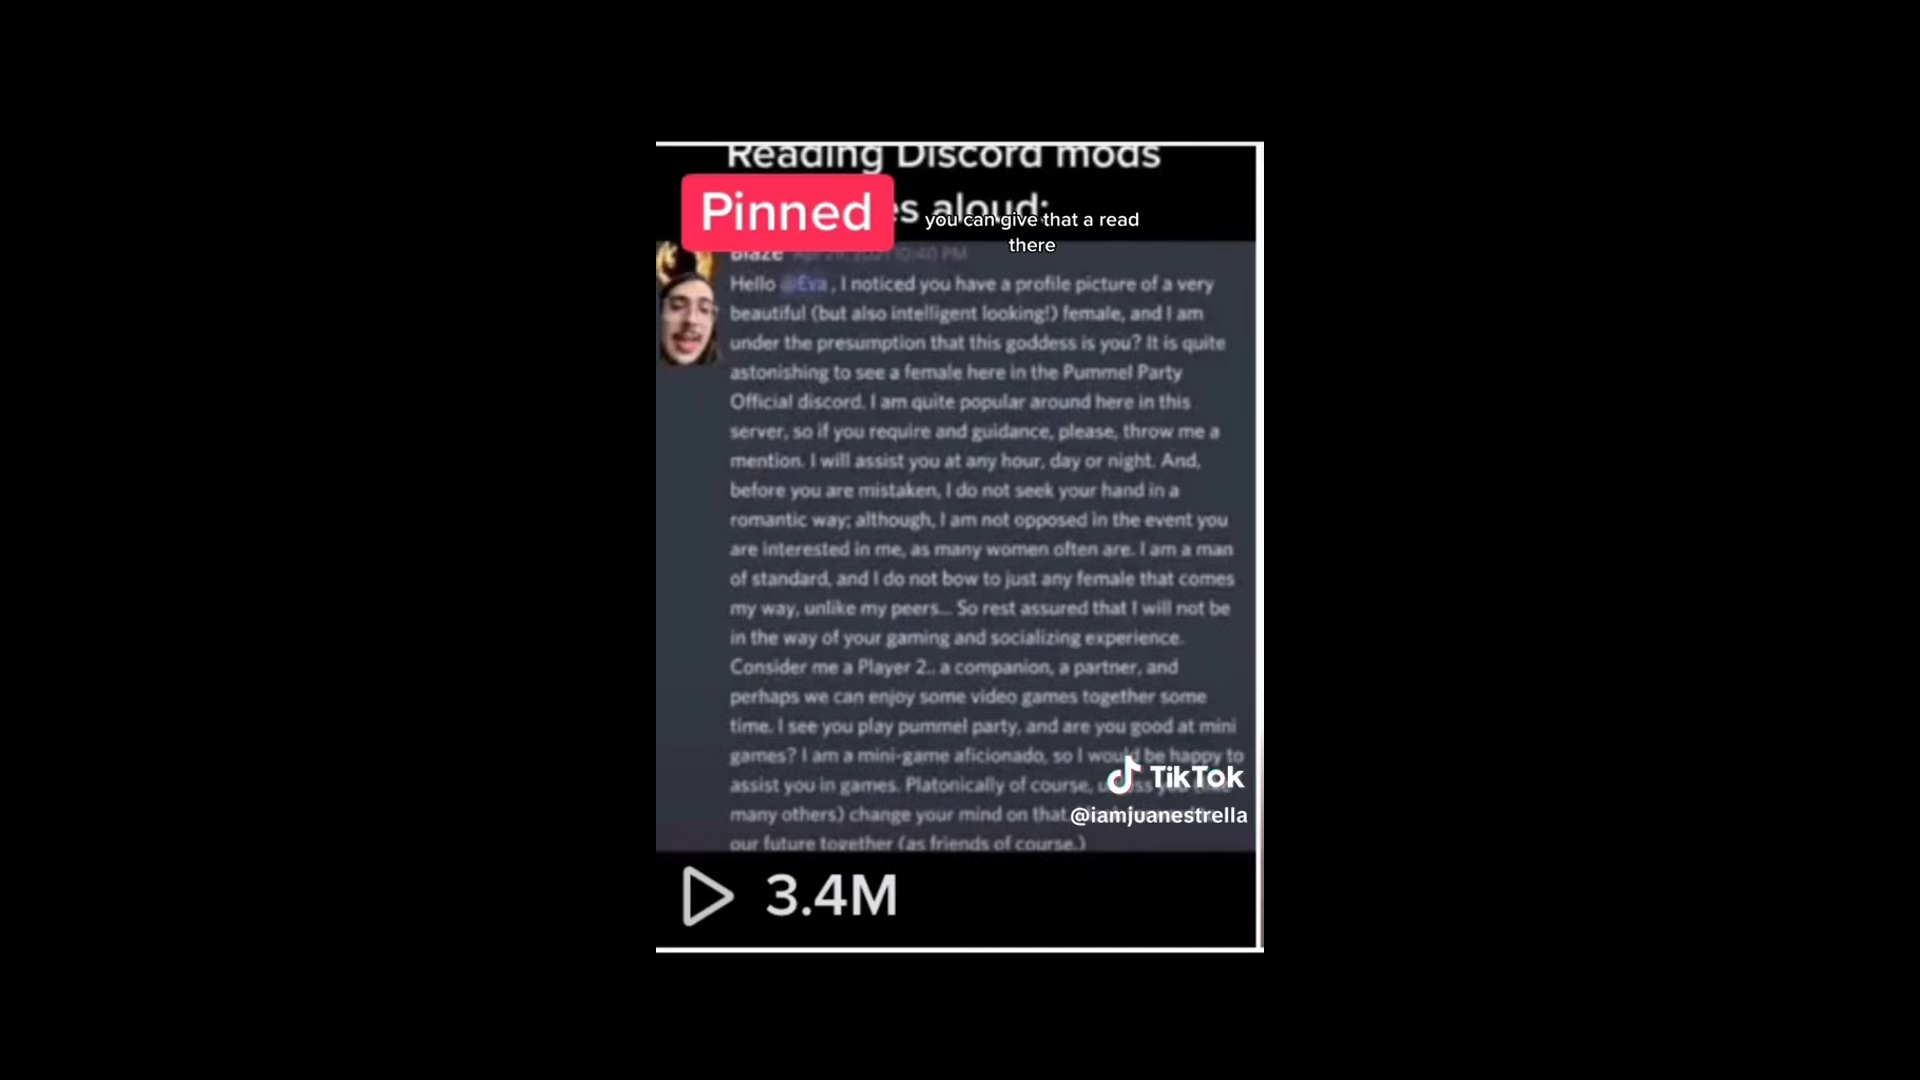 Reading Discord mods
Pinned es aloud:
you can give that a read
there
Blaze Apr 29, 2021 10:40 PM
Hello @Eva , I noticed you have a profile picture of a very
beautiful (but also intelligent looking!) female, and I am
under the presumption that this goddess is you? It is quite
astonishing to see a female here in the Pummel Party
Official discord. I am quite popular around here in this
server, so if you require and guidance, please, throw me a
mention. I will assist you at any hour, day or night. And,
before you are mistaken, I do not seek your hand in a
romantic way; although, I am not opposed in the event you
are interested in me, as many women often are. I am a man
of standard, and I do not bow to just any female that comes
my way, unlike my peers... So rest assured that I will not be
in the way of your gaming and socializing experience.
Consider me a Player 2.. a companion, a partner, and
perhaps we can enjoy some video games together some
time. I see you play pummel party, and are you good at mini
games? I am a mini-game aficionado, so I would be happy to
assist you in games. Platonically of course,
many others) change your mind on that.
our future together (as friends of course.)
TikTok
@iamjuanestrella
3.4M